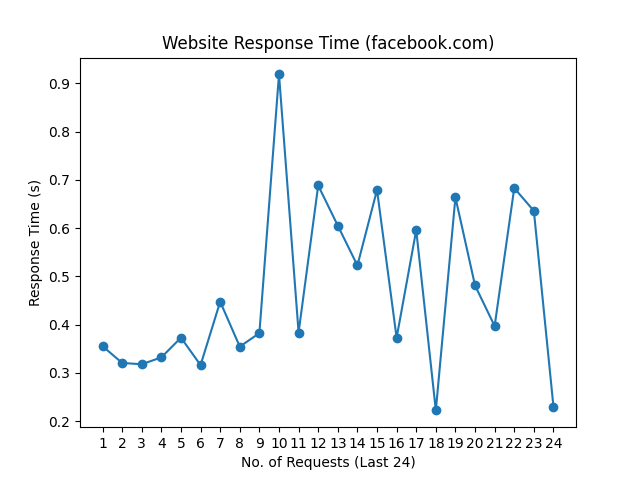 Website Response Time (facebook.com)
Response Time (s)
0.9
0.8
0.7
0.6
0.5
0.4
0.3
0.2
1 2 3 4 5 6 7 8 9 10 11 12 13 14 15 16 17 18 19 20 21 22 23 24
No. of Requests (Last 24)